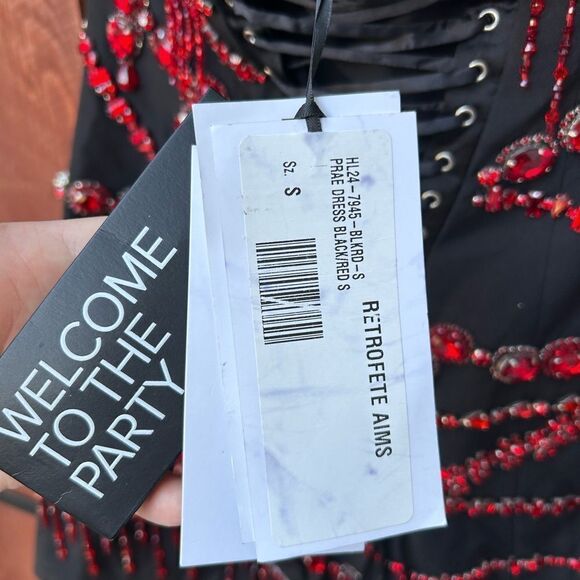 WELCOME
TO THE
PARTY
HL24-7945-BLKRD-S
PRAE DRESS BLACK/RED S
Sz. S
RETROFETE AIMS